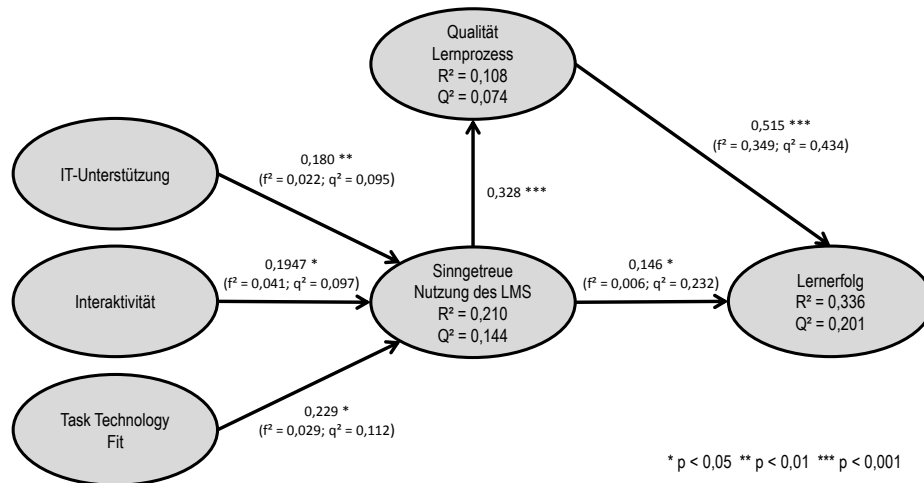 Qualität
Lernprozess
R² = 0,108
Q² = 0,074
0,515 ***
(f² = 0,349; q² = 0,434)
0,180 **
(f² = 0,022; q² = 0,095)
IT-Unterstützung
0,328 ***
0,1947 *
(f² = 0,041; q² = 0,097)
Interaktivität
Sinngetreue
Nutzung des LMS
R² = 0,210
Q² = 0,144
0,146 *
(f² = 0,006; q² = 0,232)
Lernerfolg
R² = 0,336
Q² = 0,201
Task Technology
Fit
0,229 *
(f² = 0,029; q² = 0,112)
* p < 0,05 ** p < 0,01 *** p < 0,001